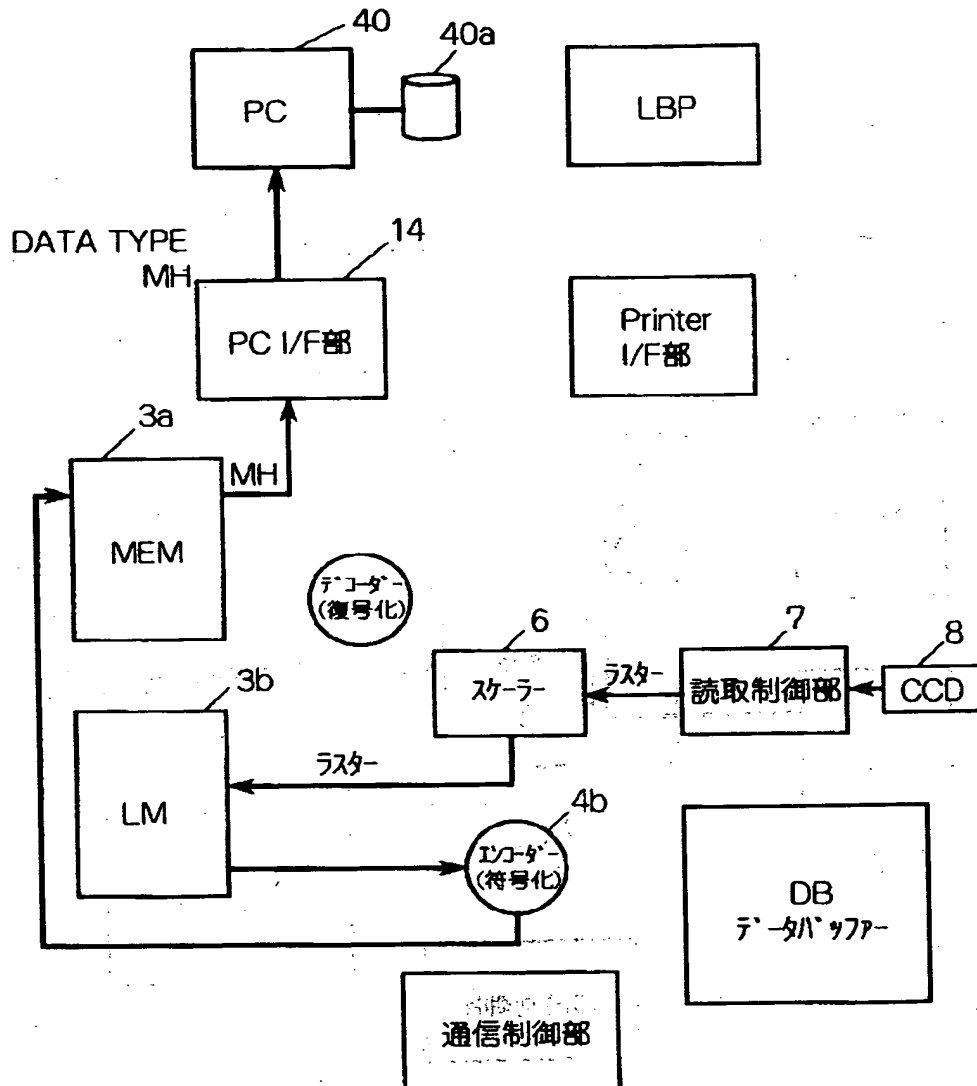 40
40a
PC
LBP
DATA TYPE
MH
14
PC I/F部
Printer
I/F部
3a
MH
MEM
デコーダー
(復号化)
6
7
8
スケーラー
ラスター
読取制御部
CCD
3b
ラスター
LM
4b
エンコーダー
(符号化)
DB
データバッファー
通信制御部